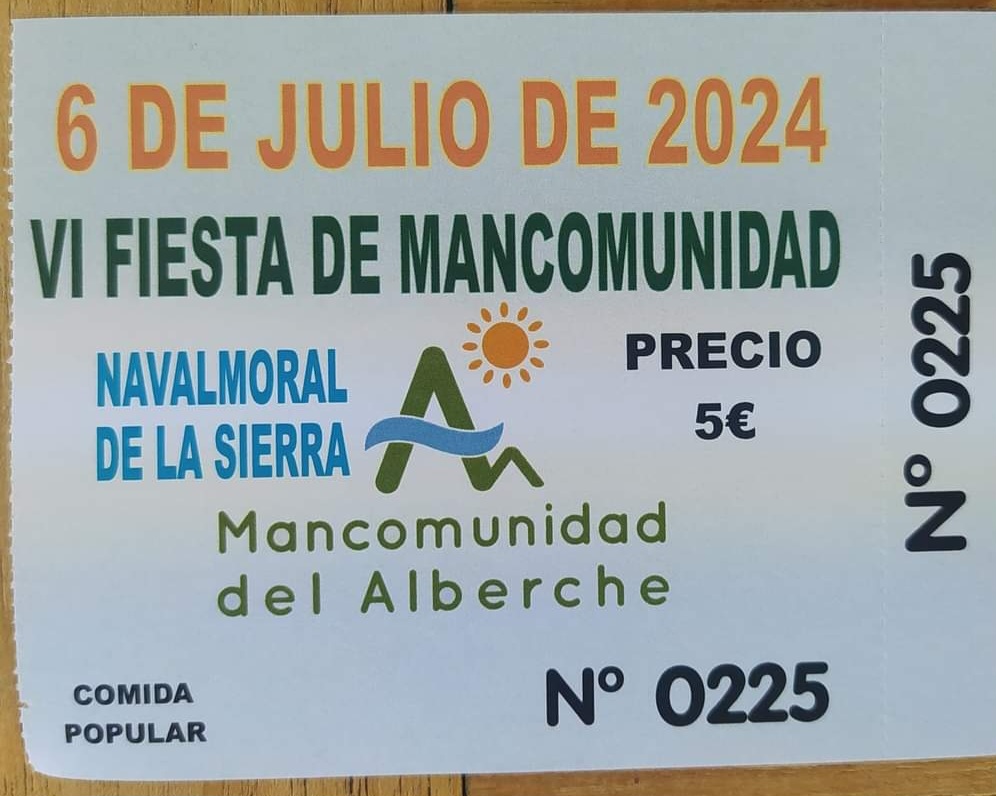 6 DE JULIO DE 2024
VI FIESTA DE MANCOMUNIDAD
NAVALMORAL
DE LA SIERRA
PRECIO
5€
Mancomunidad
del Alberche
COMIDA
POPULAR
Nº 0225
Nº 0225